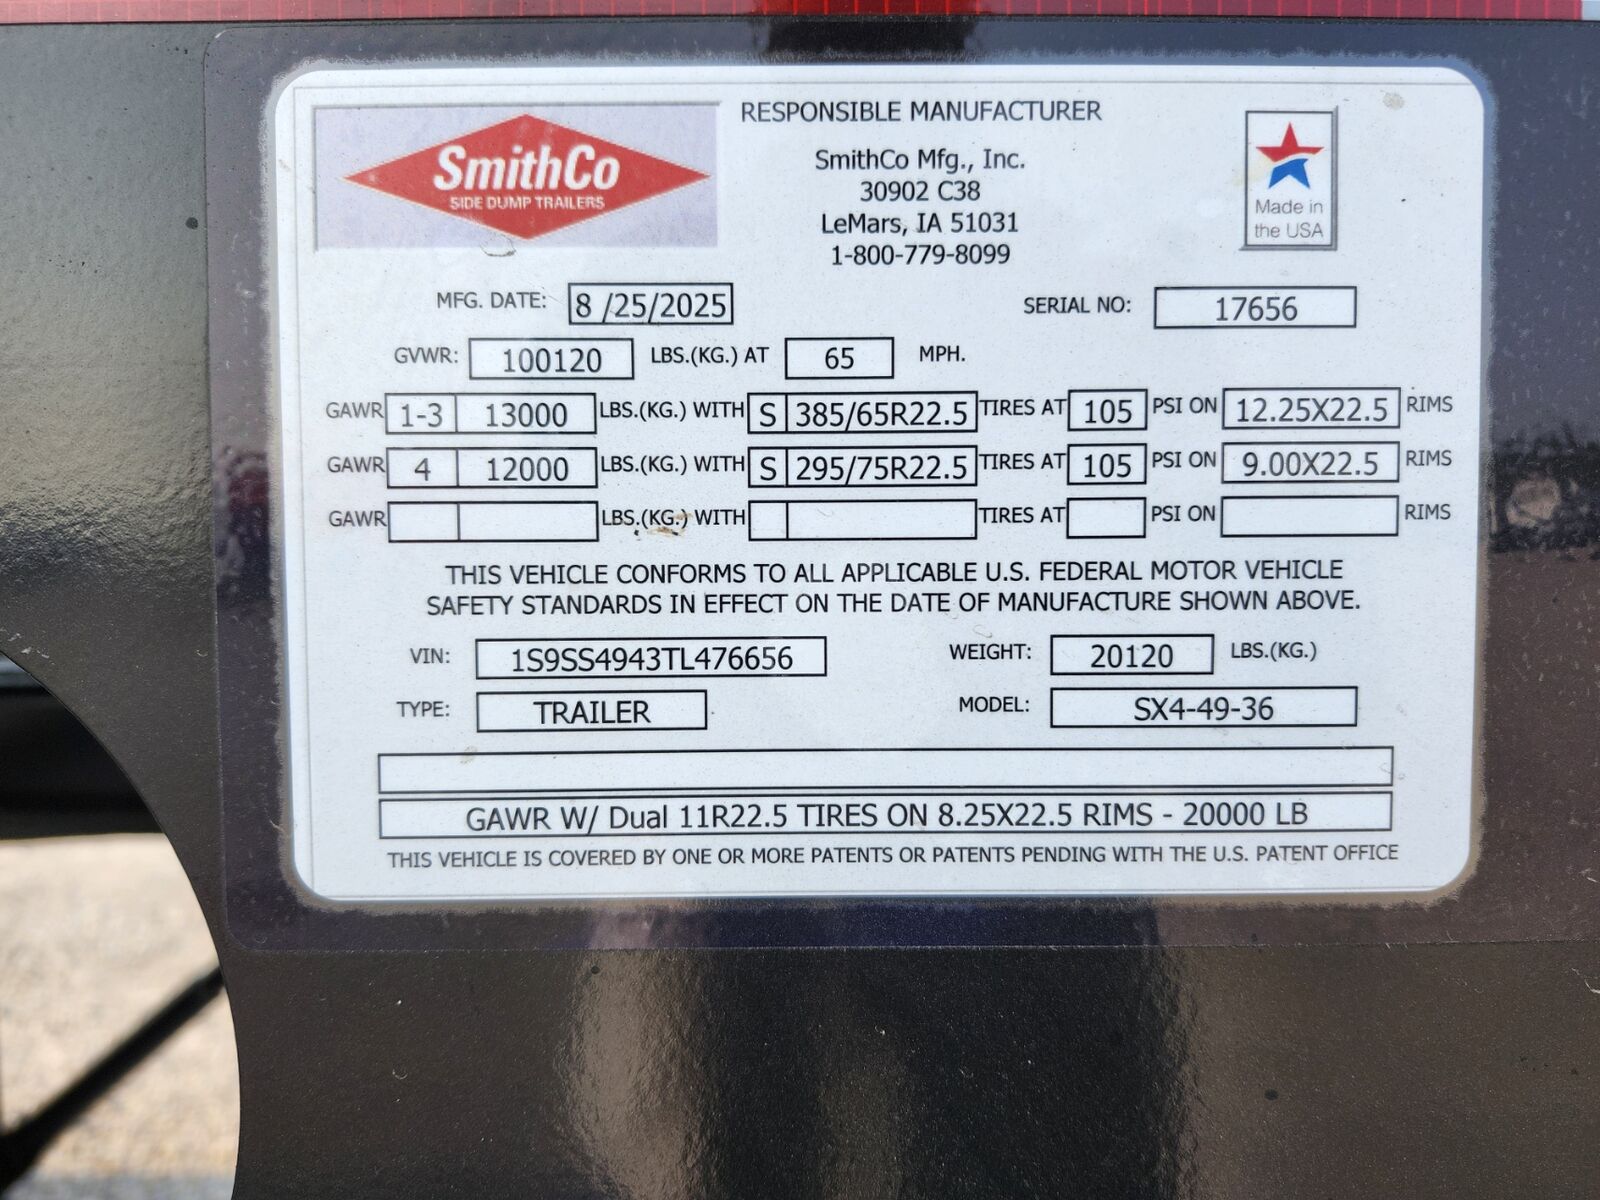 SmithCo
SIDE DUMP TRAILERS
RESPONSIBLE MANUFACTURER
SmithCo Mfg., Inc.
30902 C38
LeMars, IA 51031
1-800-779-8099
Made in
the USA
MFG. DATE: 8 /25/2025 SERIAL NO: 17656
GVWR: 100120 LBS.(KG.) AT 65 MPH.
GAWR 1-3 13000 LBS.(KG.) WITH S 385/65R22.5 TIRES AT 105 PSI ON 12.25X22.5 RIMS
GAWR 4 12000 LBS.(KG.) WITH S 295/75R22.5 TIRES AT 105 PSI ON 9.00X22.5 RIMS
GAWR LBS.(KG.) WITH TIRES AT PSI ON RIMS
THIS VEHICLE CONFORMS TO ALL APPLICABLE U.S. FEDERAL MOTOR VEHICLE
SAFETY STANDARDS IN EFFECT ON THE DATE OF MANUFACTURE SHOWN ABOVE.
VIN: 1S9SS4943TL476656 WEIGHT: 20120 LBS.(KG.)
TYPE: TRAILER MODEL: SX4-49-36
GAWR W/ Dual 11R22.5 TIRES ON 8.25X22.5 RIMS - 20000 LB
THIS VEHICLE IS COVERED BY ONE OR MORE PATENTS OR PATENTS PENDING WITH THE U.S. PATENT OFFICE